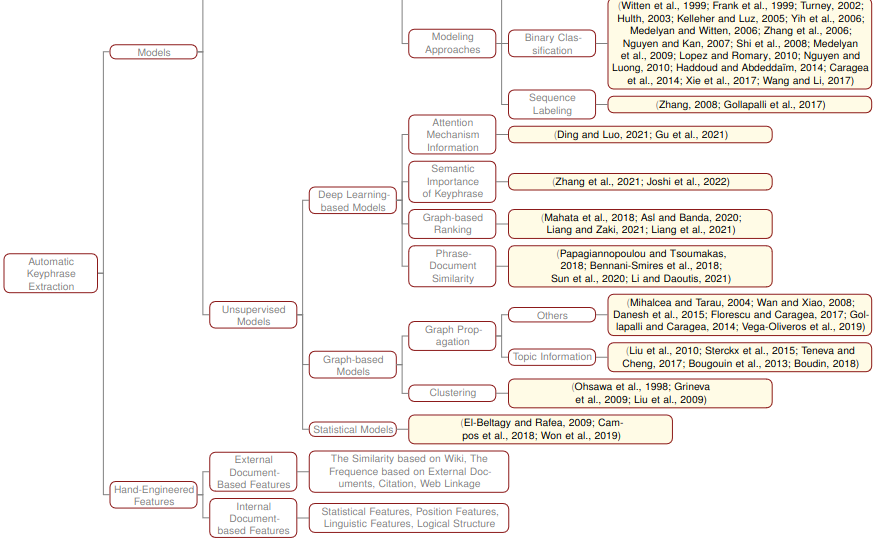 (Witten et al., 1999; Frank et al., 1999; Turney, 2002;
Hulth, 2003; Kelleher and Luz, 2005; Yih et al., 2006;
Medelyan and Witten, 2006; Zhang et al., 2006;
Nguyen and Kan, 2007; Shi et al., 2008; Medelyan
et al., 2009; Lopez and Romary, 2010; Nguyen and
Luong, 2010; Haddoud and Abdeddaïm, 2014; Caragea
et al., 2014; Xie et al., 2017; Wang and Li, 2017)
Modeling
Approaches
Binary Clas-
sification
Models
Sequence
Labeling
(Zhang, 2008; Gollapalli et al., 2017)
Attention
Mechanism
Information
(Ding and Luo, 2021; Gu et al., 2021)
Semantic
Importance
of Keyphrase
(Zhang et al., 2021; Joshi et al., 2022)
Deep Learning-
based Models
Graph-based
Ranking
(Mahata et al., 2018; Asl and Banda, 2020;
Liang and Zaki, 2021; Liang et al., 2021)
Phrase-
Document
Similarity
(Papagiannopoulou and Tsoumakas,
2018; Bennani-Smires et al., 2018;
Sun et al., 2020; Li and Daoutis, 2021)
Automatic
Keyphrase
Extraction
Unsupervised
Models
Graph Prop-
agation
Others
(Mihalcea and Tarau, 2004; Wan and Xiao, 2008;
Danesh et al., 2015; Florescu and Caragea, 2017; Gol-
lapalli and Caragea, 2014; Vega-Oliveros et al., 2019)
Topic Information
(Liu et al., 2010; Sterckx et al., 2015; Teneva and
Cheng, 2017; Bougouin et al., 2013; Boudin, 2018)
Graph-based
Models
Clustering
(Ohsawa et al., 1998; Grineva
et al., 2009; Liu et al., 2009)
Statistical Models
(El-Beltagy and Rafea, 2009; Cam-
pos et al., 2018; Won et al., 2019)
External
Document-
Based Features
The Similarity based on Wiki, The
Frequence based on External Doc-
uments, Citation, Web Linkage
Hand-Engineered
Features
Internal
Document-
based Features
Statistical Features, Position Features,
Linguistic Features, Logical Structure